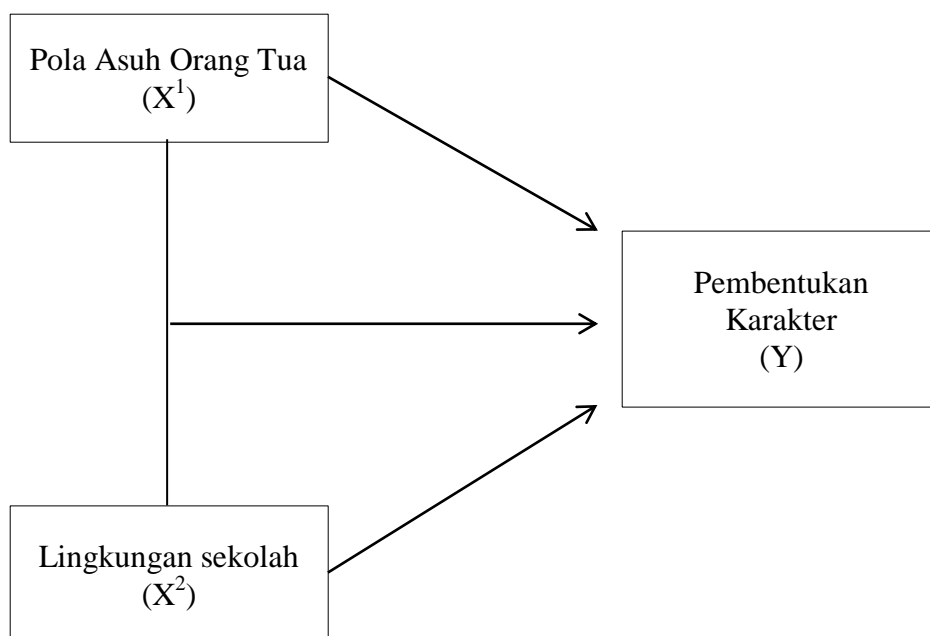 Pola Asuh Orang Tua
(X¹)
Pembentukan
Karakter
(Y)
Lingkungan sekolah
(X²)